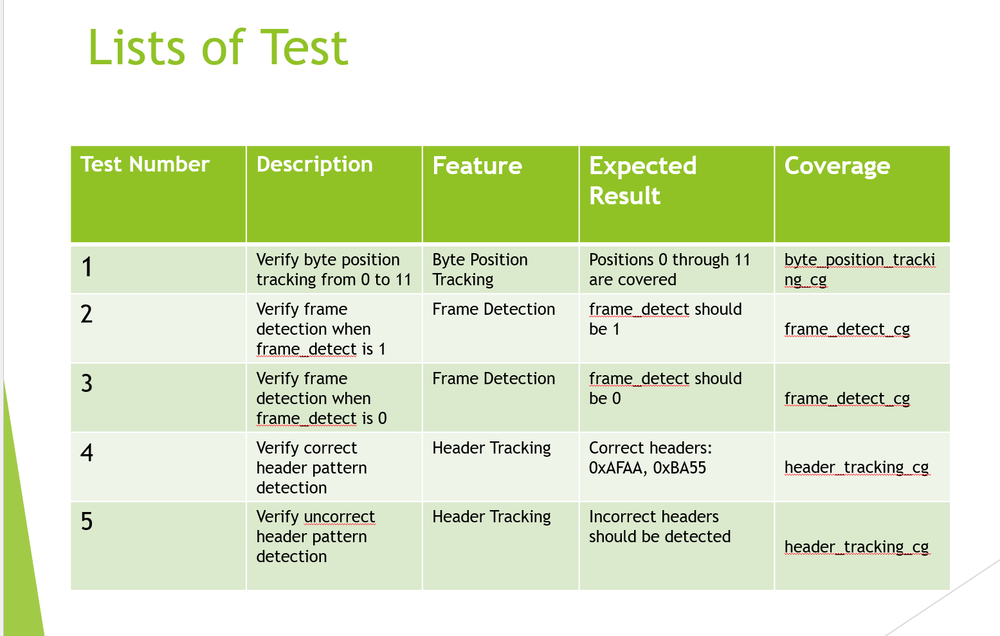 Lists of Test
Test Number
Description
Feature
Expected
Result
Coverage
1
Verify byte position
tracking from 0 to 11
Byte Position
Tracking
Positions 0 through 11
are covered
byte_position_tracki
ng_cg
2
Verify frame
detection when
frame_detect is 1
Frame Detection
frame_detect should
be 1
frame_detect_cg
3
Verify frame
detection when
frame_detect is 0
Frame Detection
frame_detect should
be 0
frame_detect_cg
4
Verify correct
header pattern
detection
Header Tracking
Correct headers:
0xAFAA, 0xBA55
header_tracking_cg
5
Verify uncorrect
header pattern
detection
Header Tracking
Incorrect headers
should be detected
header_tracking_cg